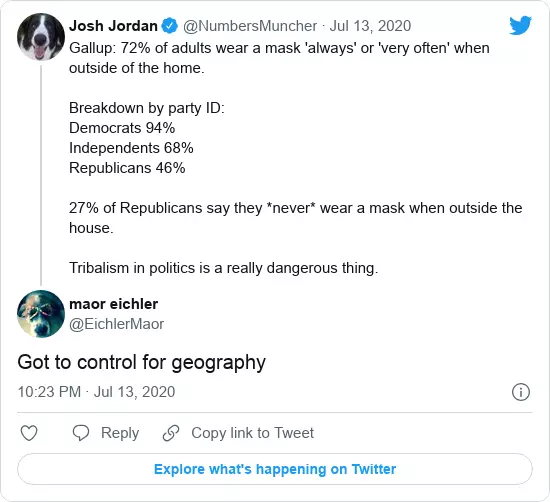 Josh Jordan @NumbersMuncher · Jul 13, 2020
Gallup: 72% of adults wear a mask 'always' or 'very often' when
outside of the home.
Breakdown by party ID:
Democrats 94%
Independents 68%
Republicans 46%
27% of Republicans say they *never* wear a mask when outside the
house.
Tribalism in politics is a really dangerous thing.
maor eichler
@EichlerMaor
Got to control for geography
10:23 PM · Jul 13, 2020
Reply
Copy link to Tweet
Explore what's happening on Twitter